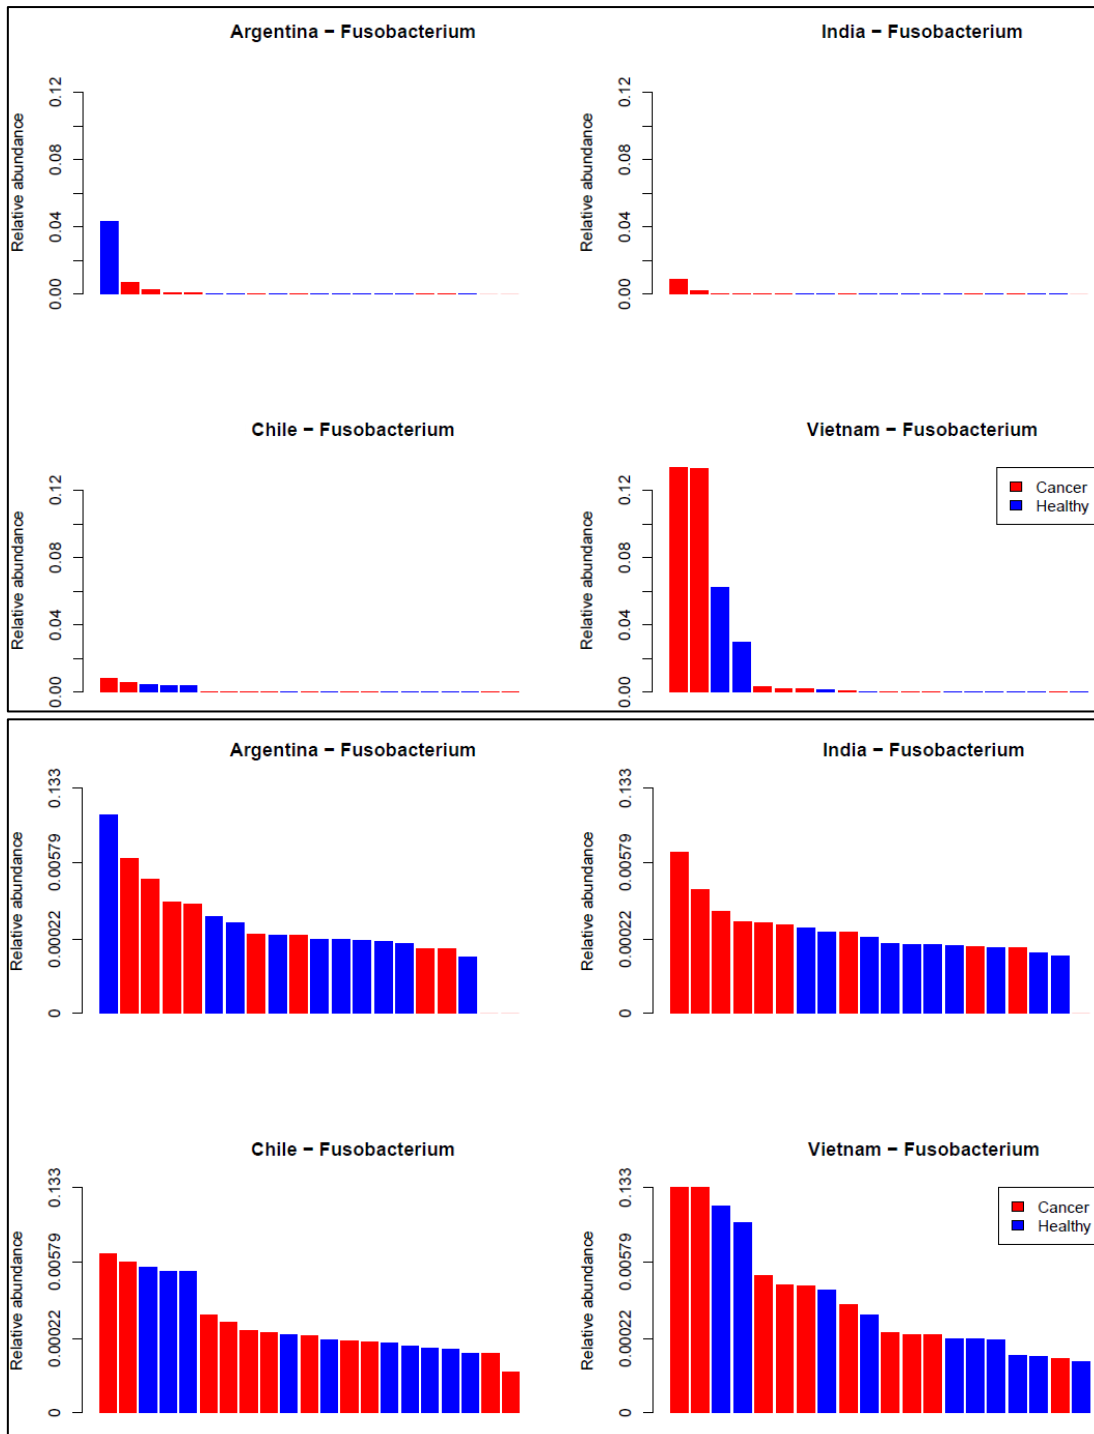 Argentina − Fusobacterium
Relative abundance
0.00 0.04 0.08 0.12
India − Fusobacterium
Relative abundance
0.00 0.04 0.08 0.12
Chile − Fusobacterium
Relative abundance
0.00 0.04 0.08 0.12
Vietnam − Fusobacterium
Relative abundance
0.00 0.04 0.08 0.12
Cancer
Healthy
Argentina − Fusobacterium
Relative abundance
0 0.00022 0.00579 0.133
India − Fusobacterium
Relative abundance
0 0.00022 0.00579 0.133
Chile − Fusobacterium
Relative abundance
0 0.00022 0.00579 0.133
Vietnam − Fusobacterium
Relative abundance
0 0.00022 0.00579 0.133
Cancer
Healthy